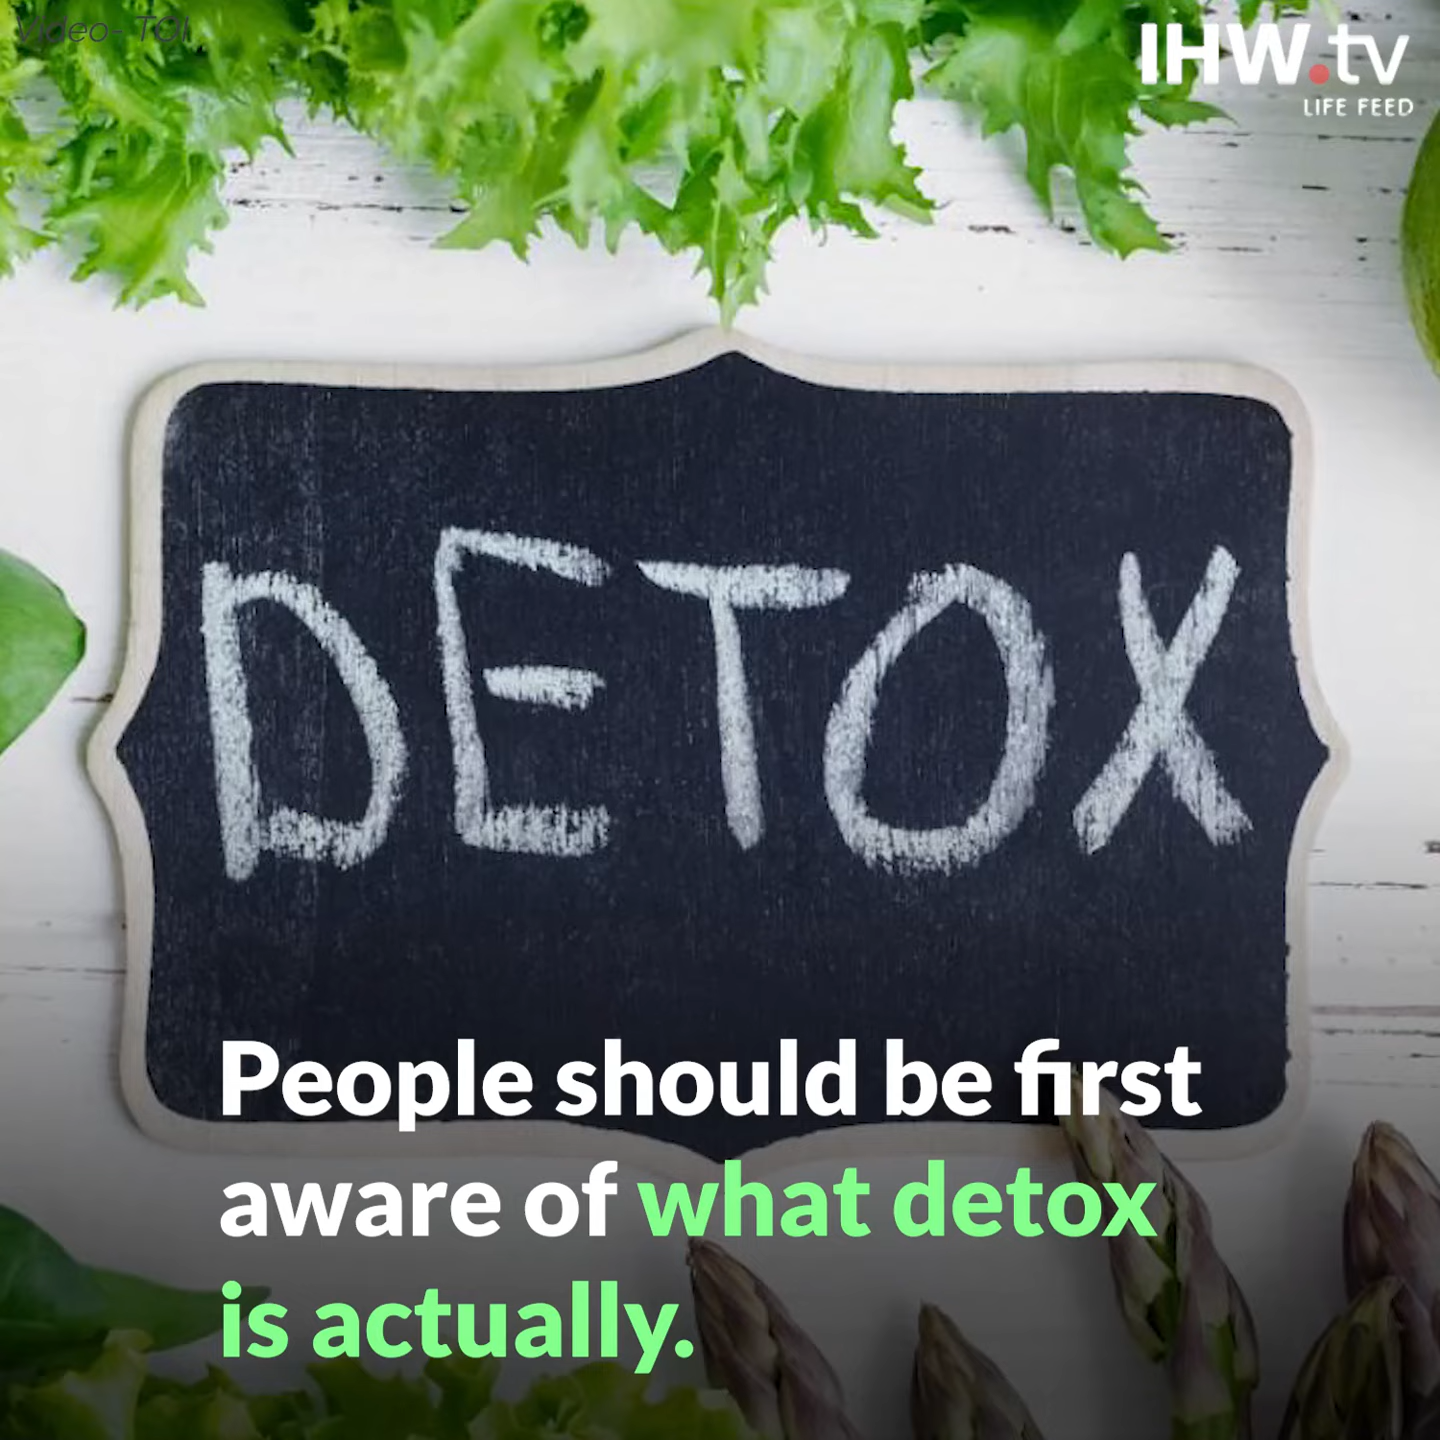 Video- TOI
IHW.tv
LIFE FEED
DETOX
People should be first
aware of what detox
is actually.